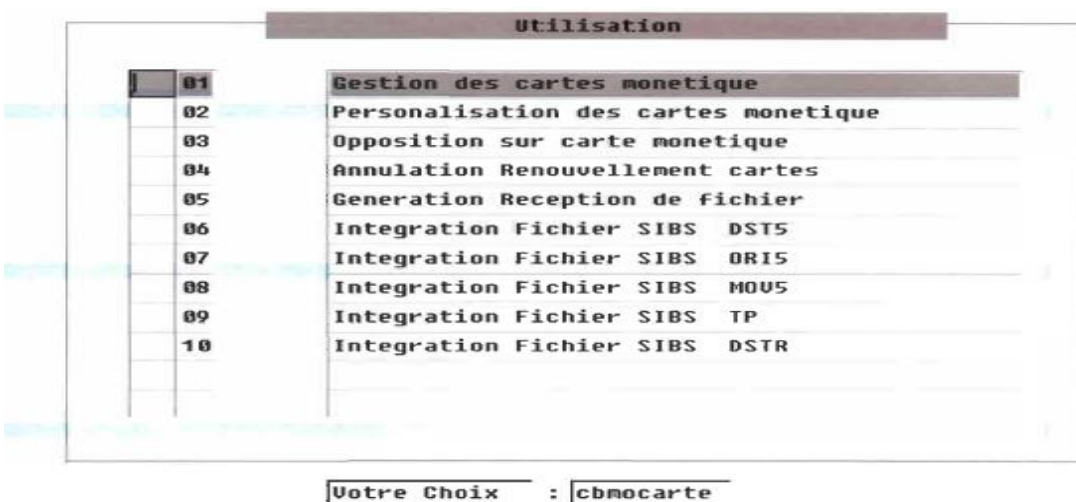 Utilisation
01 Gestion des cartes monetique
02 Personalisation des cartes monetique
03 Opposition sur carte monetique
04 Annulation Renouvellement cartes
05 Generation Reception de fichier
06 Integration Fichier SIBS DST5
07 Integration Fichier SIBS ORI5
08 Integration Fichier SIBS MOV5
09 Integration Fichier SIBS TP
10 Integration Fichier SIBS DSTR
Votre Choix : cbmocarte